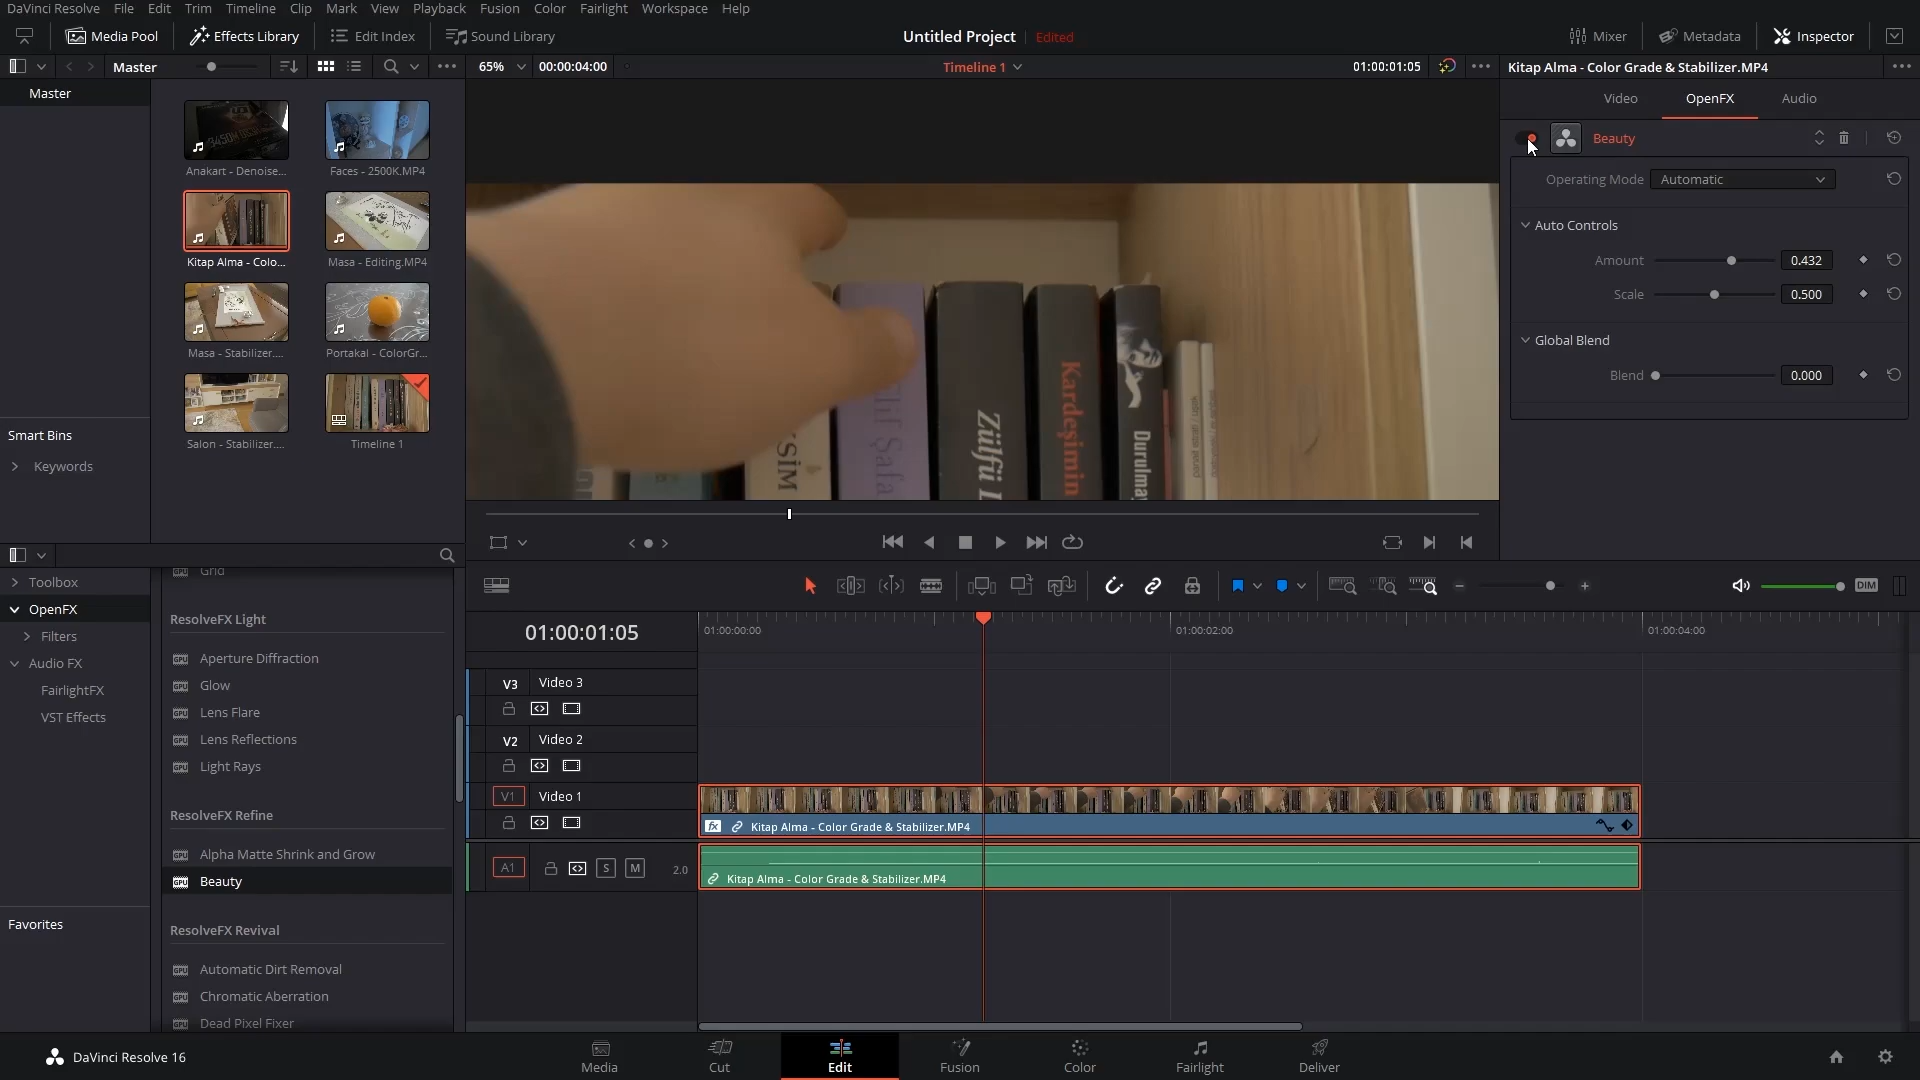 DaVinci Resolve File Edit Trim Timeline Clip Mark View Playback Fusion Color Fairlight Workspace Help
Media Pool Effects Library Edit Index Sound Library Untitled Project Edited Mixer Metadata Inspector
Master 65% 00:00:04:00 Timeline 1 01:00:01:05 Kitap Alma - Color Grade & Stabilizer.MP4
Master
Anakart - Denoise...
Faces - 2500K.MP4
Kitap Alma - Colo...
Masa - Editing.MP4
Masa - Stabilizer....
Portakal - ColorGr...
Salon - Stabilizer....
Timeline 1
Smart Bins
Keywords
Video OpenFX Audio
Beauty
Operating Mode Automatic
Auto Controls
Amount 0.432
Scale 0.500
Global Blend
Blend 0.000
Zülfü
Kardeşimin
Durulma
Toolbox
OpenFX
Filters
Audio FX
FairlightFX
VST Effects
Favorites
Grid
ResolveFX Light
Aperture Diffraction
Glow
Lens Flare
Lens Reflections
Light Rays
ResolveFX Refine
Alpha Matte Shrink and Grow
Beauty
ResolveFX Revival
Automatic Dirt Removal
Chromatic Aberration
Dead Pixel Fixer
DIM
01:00:01:05 01:00:00:00 01:00:02:00 01:00:04:00
V3 Video 3
V2 Video 2
V1 Video 1
fx Kitap Alma - Color Grade & Stabilizer.MP4
A1 S M 2.0
Kitap Alma - Color Grade & Stabilizer.MP4
DaVinci Resolve 16 Media Cut Edit Fusion Color Fairlight Deliver